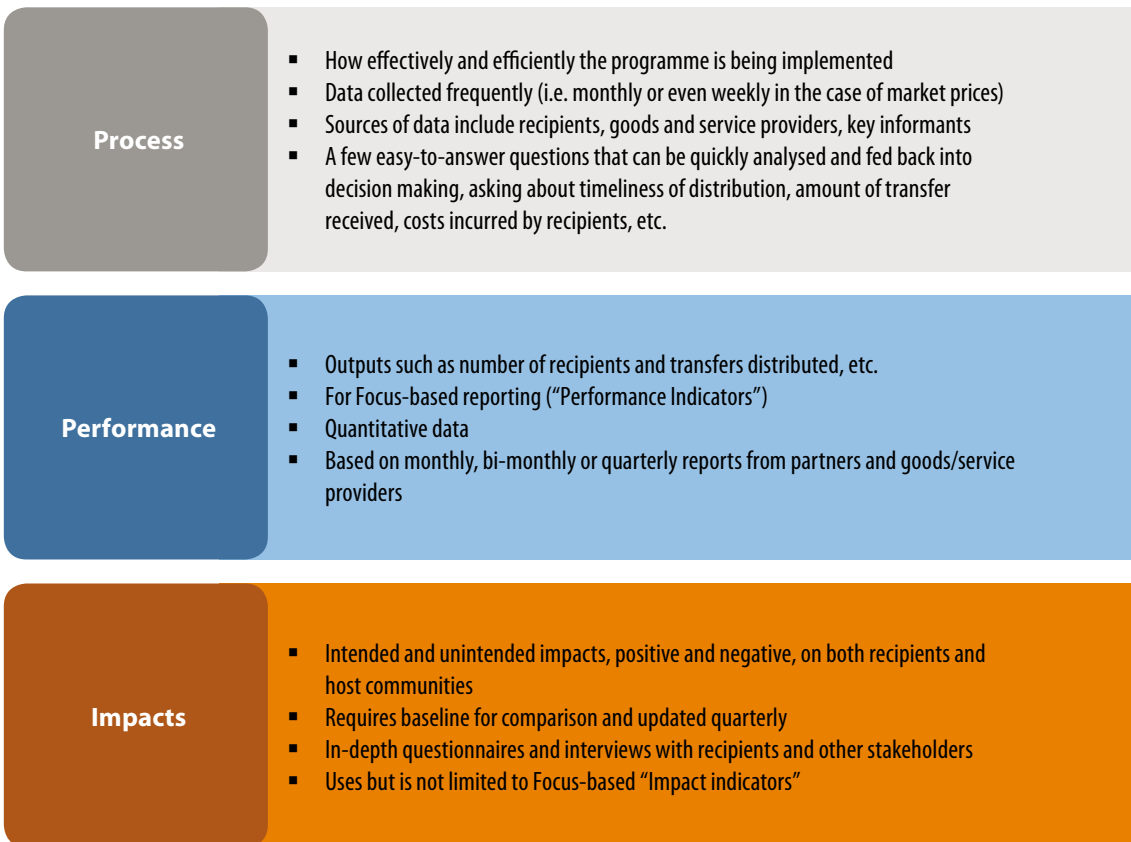 Process
▪ How effectively and efficiently the programme is being implemented
▪ Data collected frequently (i.e. monthly or even weekly in the case of market prices)
▪ Sources of data include recipients, goods and service providers, key informants
▪ A few easy-to-answer questions that can be quickly analysed and fed back into
decision making, asking about timeliness of distribution, amount of transfer
received, costs incurred by recipients, etc.
Performance
▪ Outputs such as number of recipients and transfers distributed, etc.
▪ For Focus-based reporting (“Performance Indicators”)
▪ Quantitative data
▪ Based on monthly, bi-monthly or quarterly reports from partners and goods/service
providers
Impacts
▪ Intended and unintended impacts, positive and negative, on both recipients and
host communities
▪ Requires baseline for comparison and updated quarterly
▪ In-depth questionnaires and interviews with recipients and other stakeholders
▪ Uses but is not limited to Focus-based “Impact indicators”